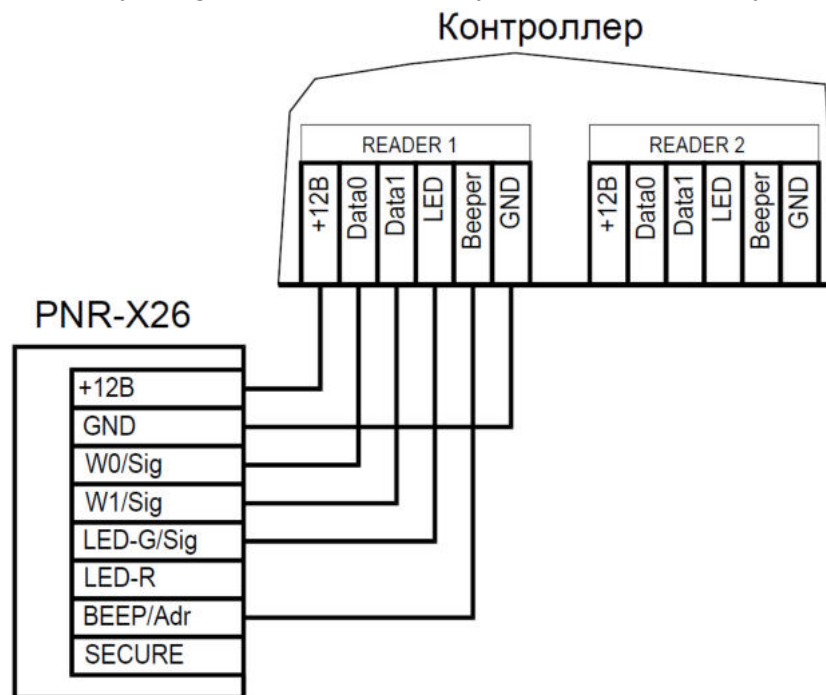 Контроллер
READER 1
READER 2
+12В
Data0
Data1
LED
Beeper
GND
+12В
Data0
Data1
LED
Beeper
GND
PNR-X26
+12В
GND
W0/Sig
W1/Sig
LED-G/Sig
LED-R
BEEP/Adr
SECURE